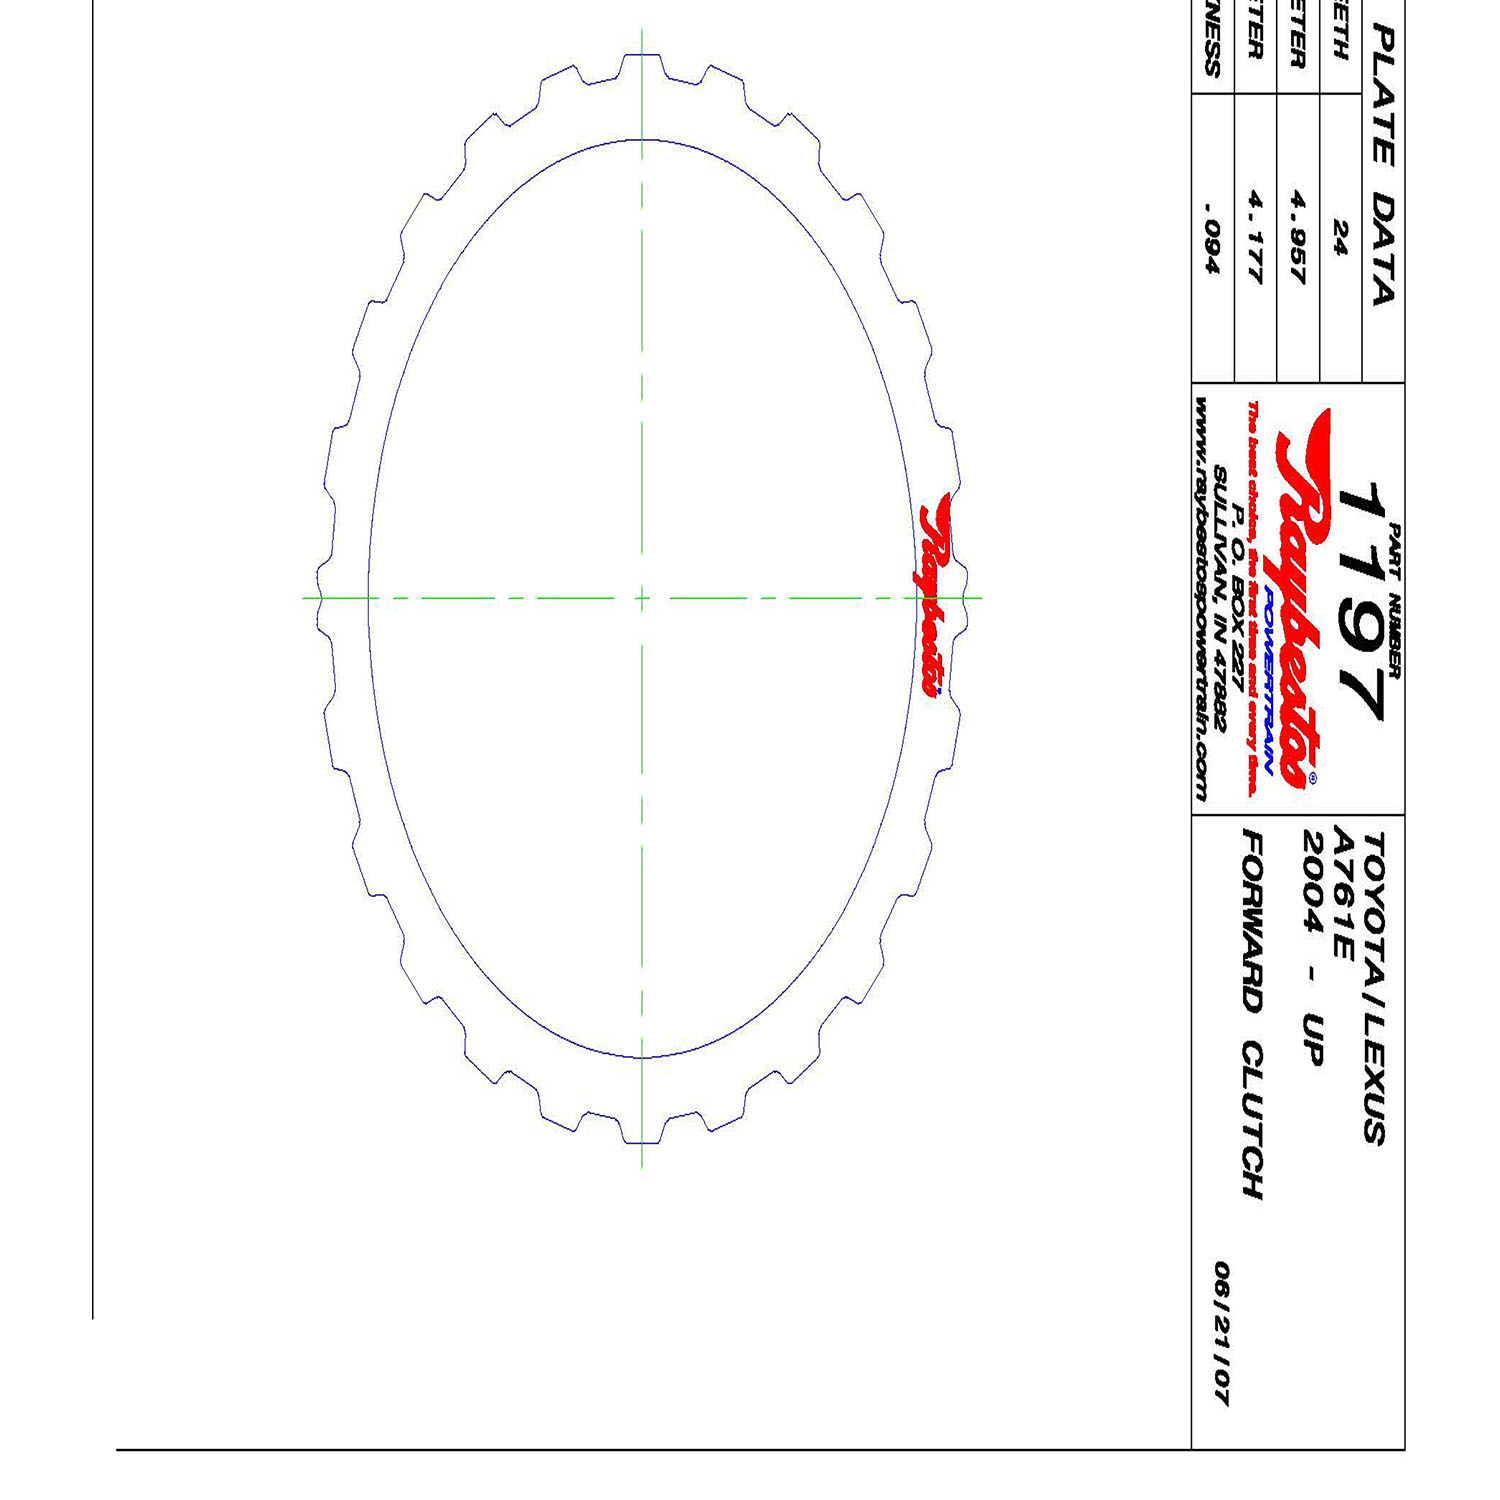 PLATE DATA
EETH 24
ETER 4.957
ETER 4.177
NESS .094
PART NUMBER
1197
Raybestos®
POWERTRAIN
The best choice, the first time and every time.
P. O. BOX 227
SULLIVAN, IN 47882
www.raybestospowertrain.com
TOYOTA/LEXUS
A761E
2004 - UP
FORWARD CLUTCH
06/21/07
Raybestos